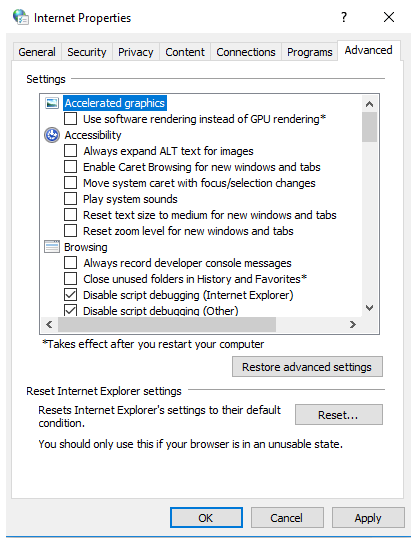 Internet Properties
?
General Security Privacy Content Connections Programs Advanced
Settings
Accelerated graphics
Use software rendering instead of GPU rendering*
Accessibility
Always expand ALT text for images
Enable Caret Browsing for new windows and tabs
Move system caret with focus/selection changes
Play system sounds
Reset text size to medium for new windows and tabs
Reset zoom level for new windows and tabs
Browsing
Always record developer console messages
Close unused folders in History and Favorites*
Disable script debugging (Internet Explorer)
Disable script debugging (Other)
*Takes effect after you restart your computer
Restore advanced settings
Reset Internet Explorer settings
Resets Internet Explorer's settings to their default
condition.
Reset...
You should only use this if your browser is in an unusable state.
OK Cancel Apply